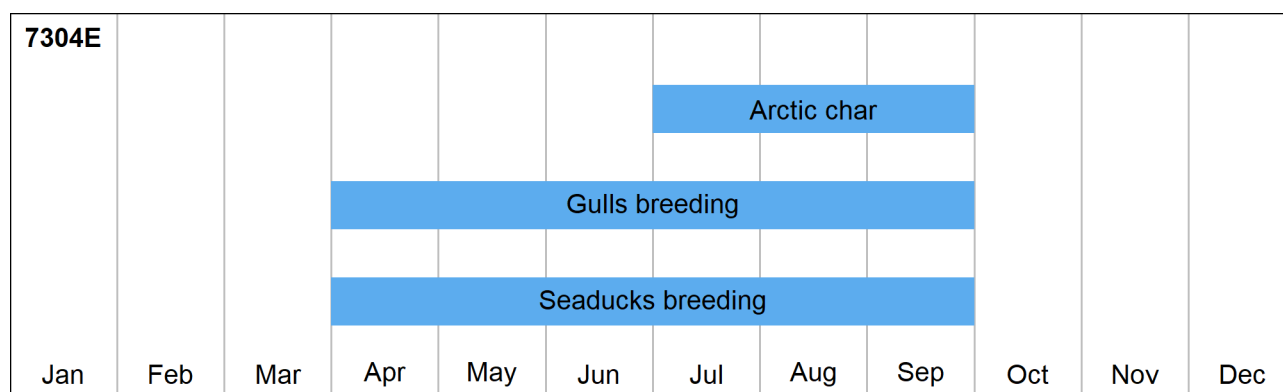 7304E
Arctic char
Gulls breeding
Seaducks breeding
Jan Feb Mar Apr May Jun Jul Aug Sep Oct Nov Dec